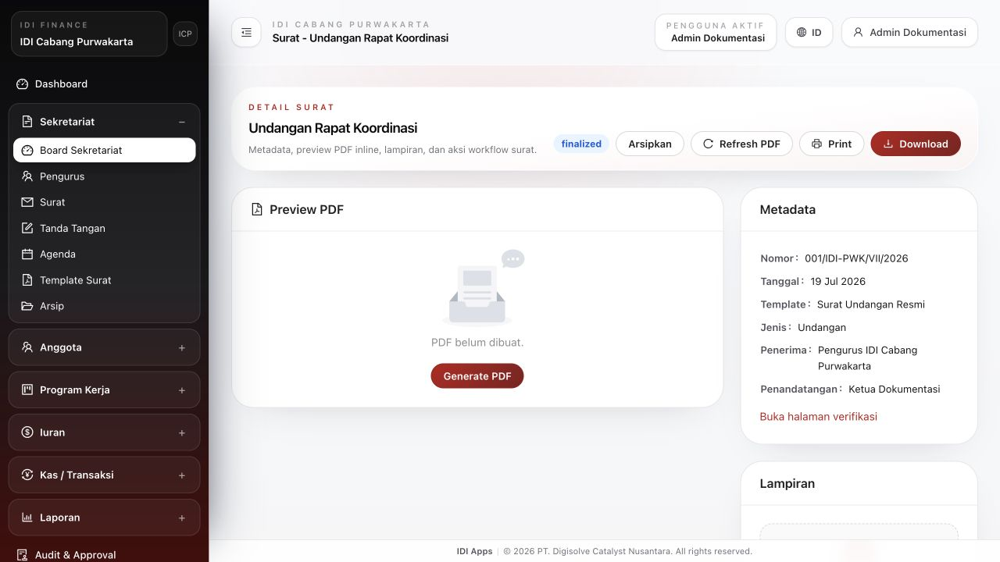 IDI FINANCE
IDI Cabang Purwakarta
ICP
Dashboard
Sekretariat
Board Sekretariat
Pengurus
Surat
Tanda Tangan
Agenda
Template Surat
Arsip
Anggota
Program Kerja
Iuran
Kas / Transaksi
Laporan
Audit & Approval
IDI CABANG PURWAKARTA
Surat - Undangan Rapat Koordinasi
PENGGUNA AKTIF
Admin Dokumentasi
ID
Admin Dokumentasi
DETAIL SURAT
Undangan Rapat Koordinasi
Metadata, preview PDF inline, lampiran, dan aksi workflow surat.
finalized
Arsipkan
Refresh PDF
Print
Download
Preview PDF
PDF belum dibuat.
Generate PDF
Metadata
Nomor : 001/IDI-PWK/VII/2026
Tanggal : 19 Jul 2026
Template : Surat Undangan Resmi
Jenis : Undangan
Penerima : Pengurus IDI Cabang
Purwakarta
Penandatangan : Ketua Dokumentasi
Buka halaman verifikasi
Lampiran
IDI Apps | © 2026 PT. Digisolve Catalyst Nusantara. All rights reserved.